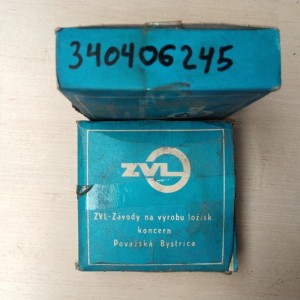 340406245
ZVL
ZVL-Závody na výrobu ložísk
koncern
Považská Bystrica